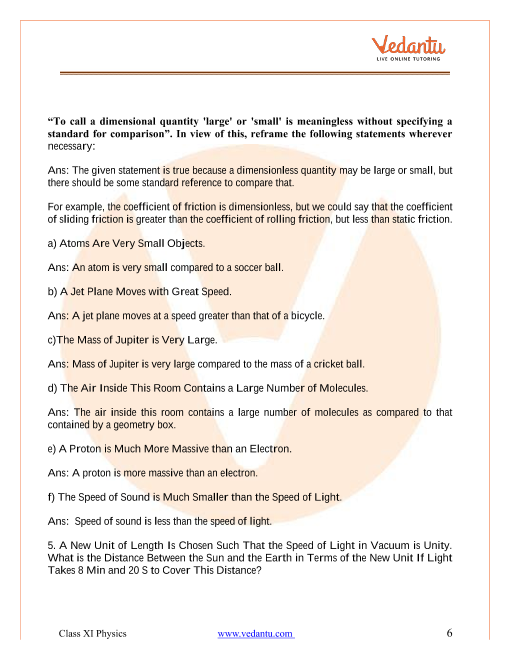 Vedantu
LIVE ONLINE TUTORING
“To call a dimensional quantity 'large' or 'small' is meaningless without specifying a
standard for comparison”. In view of this, reframe the following statements wherever
necessary:
Ans: The given statement is true because a dimensionless quantity may be large or small, but
there should be some standard reference to compare that.
For example, the coefficient of friction is dimensionless, but we could say that the coefficient
of sliding friction is greater than the coefficient of rolling friction, but less than static friction.
a) Atoms Are Very Small Objects.
Ans: An atom is very small compared to a soccer ball.
b) A Jet Plane Moves with Great Speed.
Ans: A jet plane moves at a speed greater than that of a bicycle.
c)The Mass of Jupiter is Very Large.
Ans: Mass of Jupiter is very large compared to the mass of a cricket ball.
d) The Air Inside This Room Contains a Large Number of Molecules.
Ans: The air inside this room contains a large number of molecules as compared to that
contained by a geometry box.
e) A Proton is Much More Massive than an Electron.
Ans: A proton is more massive than an electron.
f) The Speed of Sound is Much Smaller than the Speed of Light.
Ans: Speed of sound is less than the speed of light.
5. A New Unit of Length Is Chosen Such That the Speed of Light in Vacuum is Unity.
What is the Distance Between the Sun and the Earth in Terms of the New Unit If Light
Takes 8 Min and 20 S to Cover This Distance?
Class XI Physics www.vedantu.com 6